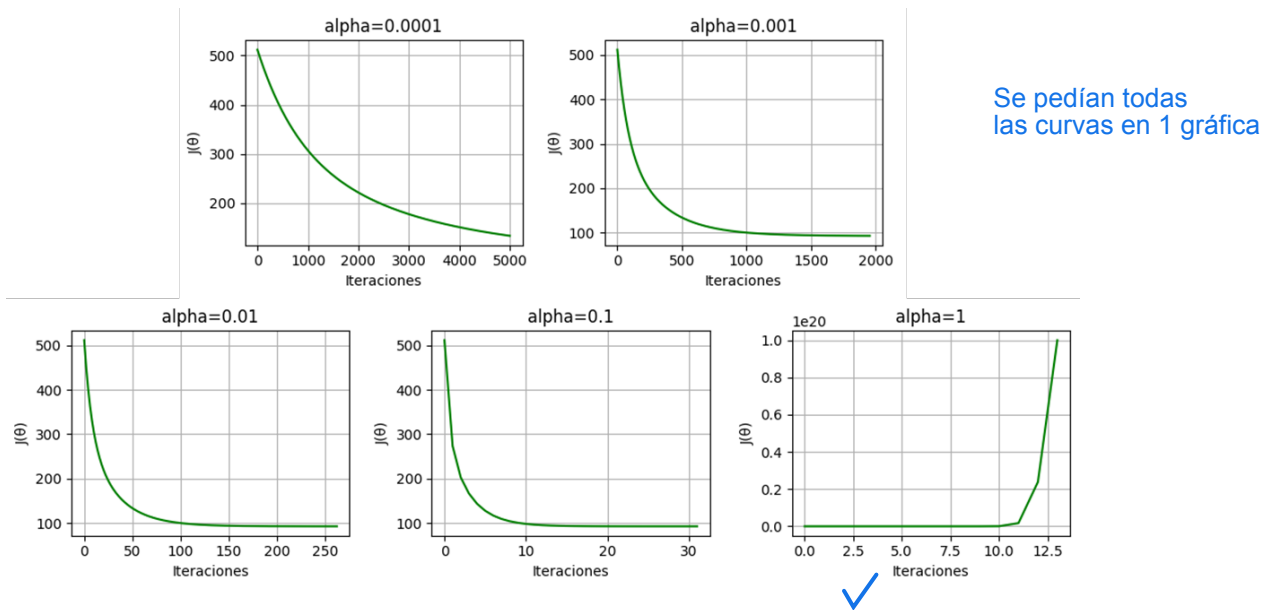 alpha=0.0001
alpha=0.001
500
400
300
200
J(θ)
0 1000 2000 3000 4000 5000
Iteraciones
500
400
300
200
100
J(θ)
0 500 1000 1500 2000
Iteraciones
Se pedían todas
las curvas en 1 gráfica
alpha=0.01
500
400
300
200
100
J(θ)
0 50 100 150 200 250
Iteraciones
alpha=0.1
500
400
300
200
100
J(θ)
0 10 20 30
Iteraciones
alpha=1
1e20
1.0
0.8
0.6
0.4
0.2
0.0
J(θ)
0.0 2.5 5.0 7.5 10.0 12.5
Iteraciones